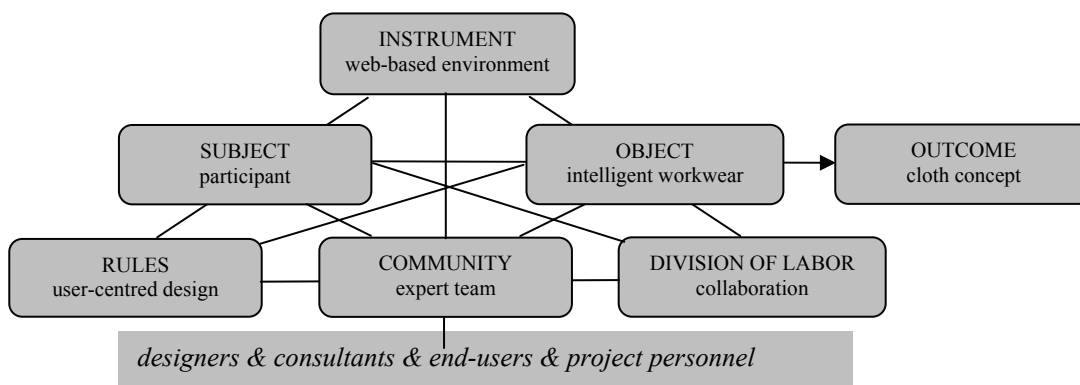 INSTRUMENT
web-based environment
SUBJECT
participant
OBJECT
intelligent workwear
OUTCOME
cloth concept
RULES
user-centred design
COMMUNITY
expert team
DIVISION OF LABOR
collaboration
designers & consultants & end-users & project personnel